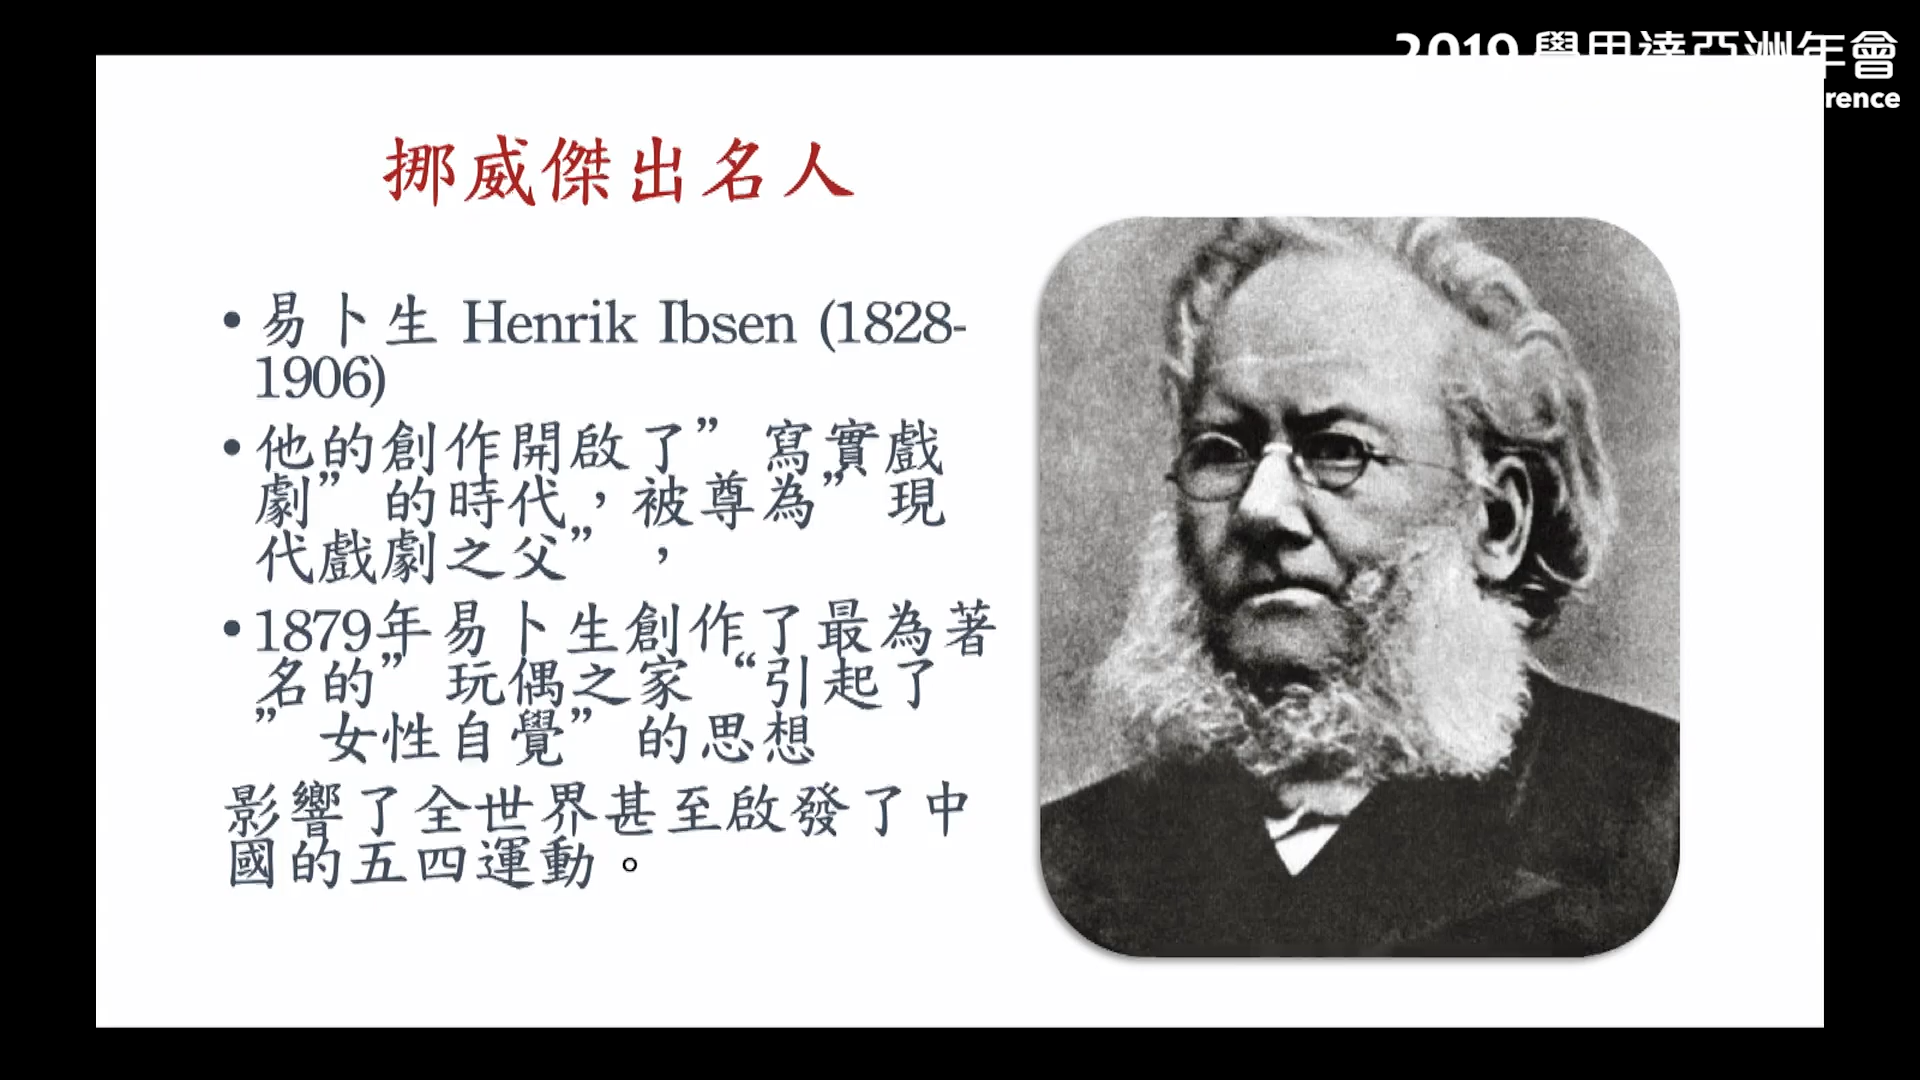 2019 學思達亞洲年會
rence
挪威傑出名人
• 易卜生 Henrik Ibsen (1828-
1906)
• 他的創作開啟了” 寫實戲
劇” 的時代，被尊為” 現
代戲劇之父” ，
• 1879年易卜生創作了最為著
名的” 玩偶之家 “引起了
” 女性自覺” 的思想
影響了全世界甚至啟發了中
國的五四運動。